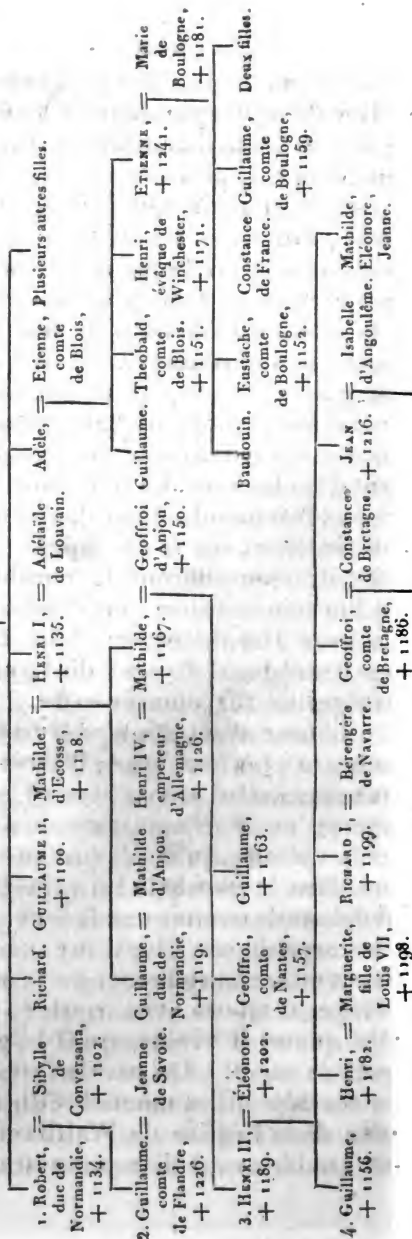 1. Robert, = Sibylle Richard, GUILLAUME II, Mathilde = HENRI I = Adélaïde Adèle, = Etienne, Plusieurs autres filles.
duc de de + 1100. d'Ecosse, + 1135. de Louvain. comte
Normandie Conversana, + 1118. de Blois,
+ 1134. + 1103.
2. Guillaume. = Jeanne Guillaume, = Mathilde Henri IV, = Mathilde, = Geoffroi Guillaume. Theobald, Henri, ETIENNE, = Marie
comte de Savoie. duc de d'Anjou. empereur + 1167. d'Anjou. comte évêque de + 1241. de
de Flandre Normandie, d'Allemagne, + 1150. de Blois. Winchester, Boulogne,
+ 1226. + 1119. + 1126. + 1151. + 1171. + 1181.
3. HENRI II = Eléonore, Geoffroi, Guillaume, Baudouin. Eustache, Constance Guillaume Deux filles.
+ 1189. + 1202. comte + 1163. comte de France. comte
de Nantes de Boulogne, de Boulogne,
+ 1157. + 1152. + 1159.
4. Guillaume, Henri, = Marguerite, RICHARD I, = Bérengère Geoffroi = Constance JEAN = Isabelle Mathilde,
+ 1156. + 1182. fille de + 1199. de Navarre. comte de Bretagne. + 1216. d'Angoulême. Eléonore,
Louis VII de Bretagne, Jeanne.
+ 1198. + 1186.